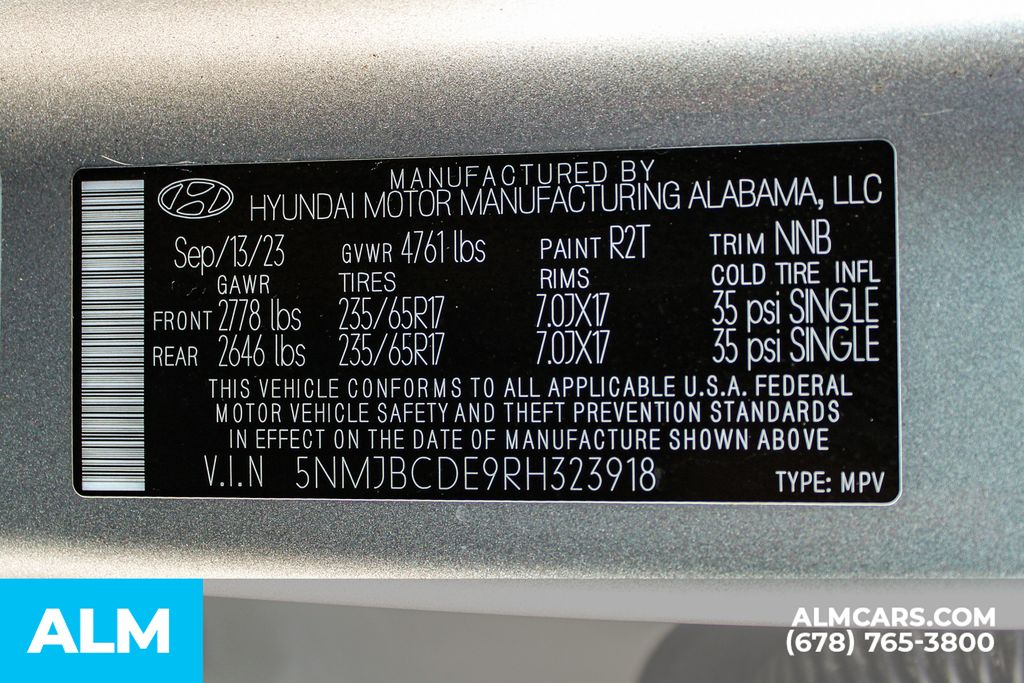 MANUFACTURED BY
HYUNDAI MOTOR MANUFACTURING ALABAMA, LLC
Sep/13/23 GVWR 4761 lbs PAINT R2T TRIM NNB
GAWR TIRES RIMS COLD TIRE INFL
FRONT 2778 lbs 235/65R17 7.0JX17 35 psi SINGLE
REAR 2646 lbs 235/65R17 7.0JX17 35 psi SINGLE
THIS VEHICLE CONFORMS TO ALL APPLICABLE U.S.A. FEDERAL
MOTOR VEHICLE SAFETY AND THEFT PREVENTION STANDARDS
IN EFFECT ON THE DATE OF MANUFACTURE SHOWN ABOVE
V.I.N 5NMJBCDE9RH323918 TYPE: MPV
ALM
ALMCARS.COM
(678) 765-3800